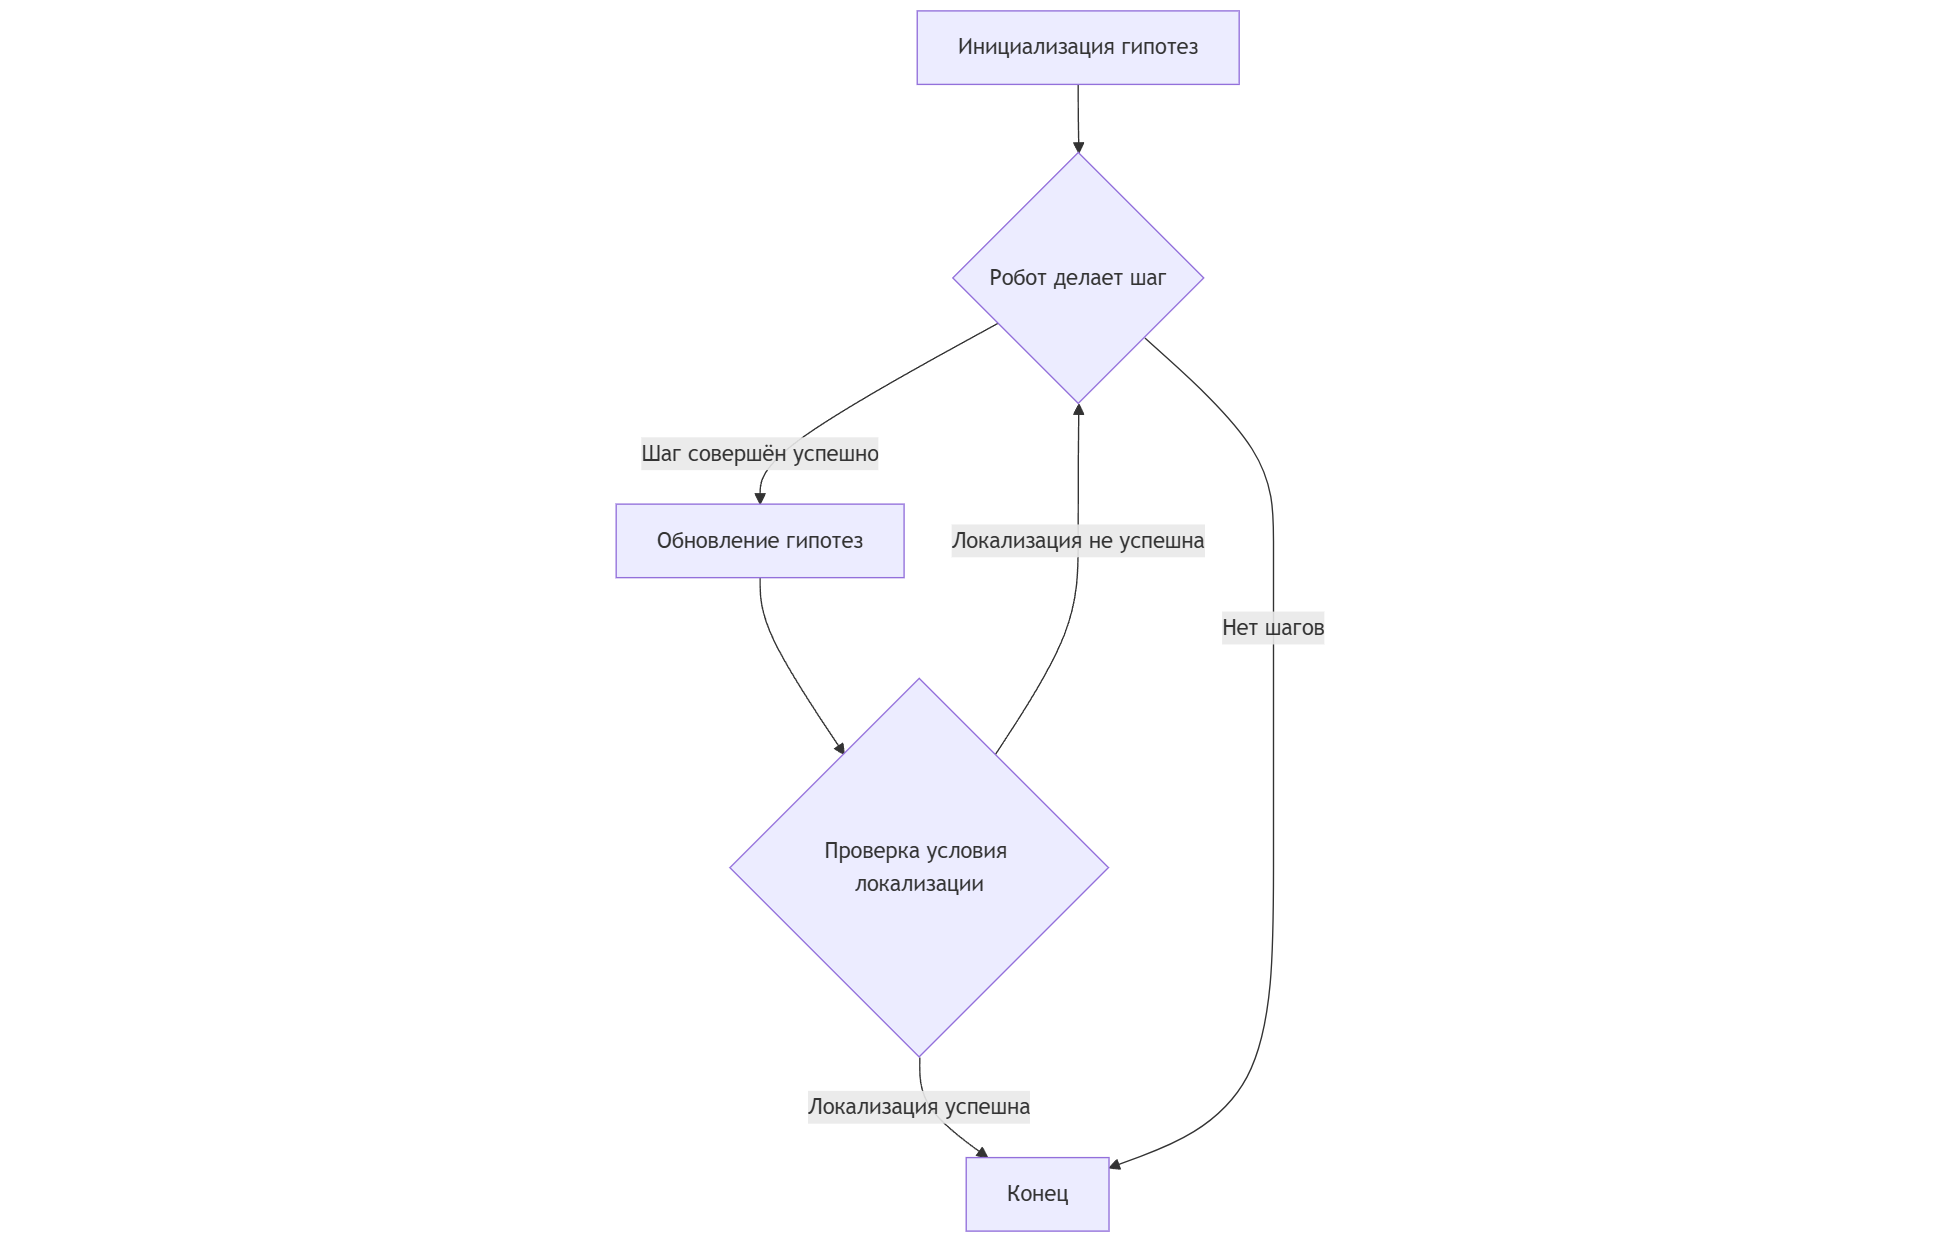 Инициализация гипотез
Робот делает шаг
Шаг совершён успешно
Обновление гипотез
Локализация не успешна
Нет шагов
Проверка условия
локализации
Локализация успешна
Конец